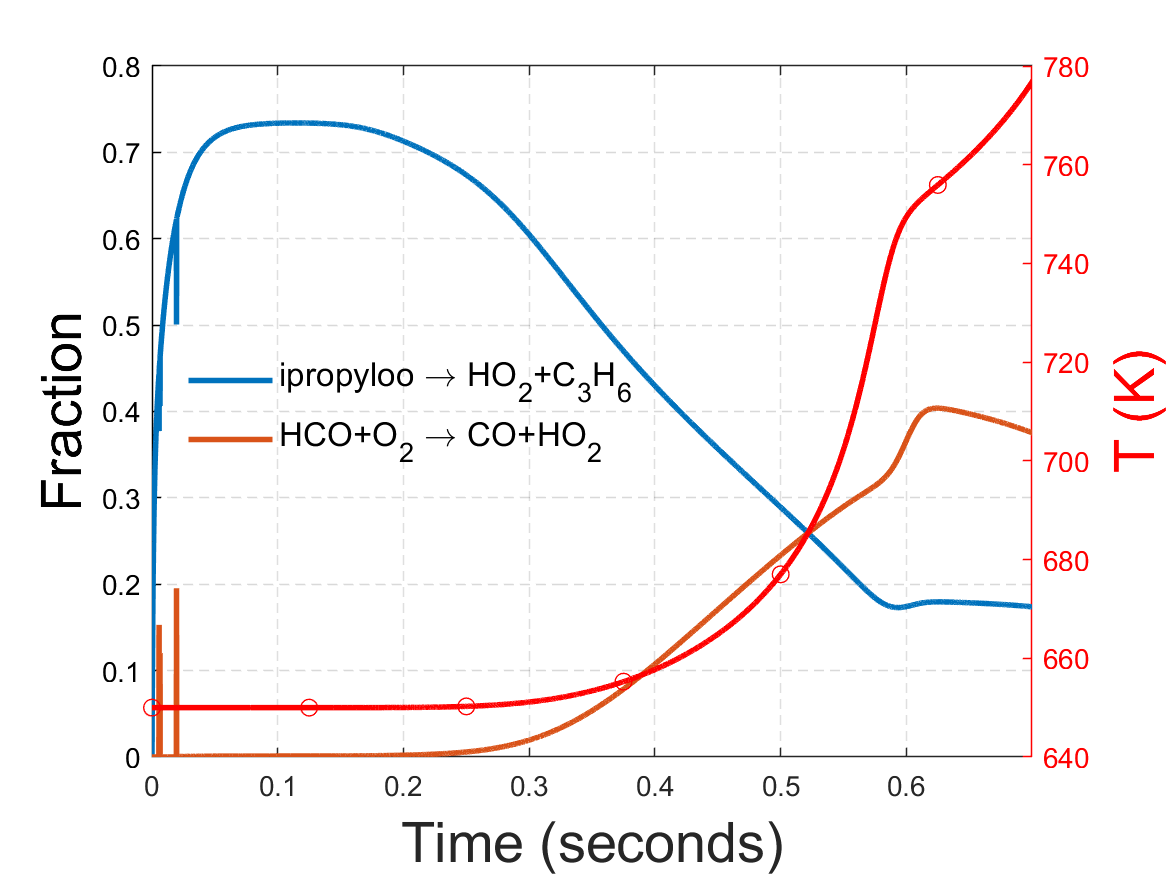 0.8
0.7
0.6
0.5
0.4
0.3
0.2
0.1
0
Fraction
ipropyloo → HO₂+C₃H₆
HCO+O₂ → CO+HO₂
780
760
740
720
700
680
660
640
T (K)
0 0.1 0.2 0.3 0.4 0.5 0.6
Time (seconds)